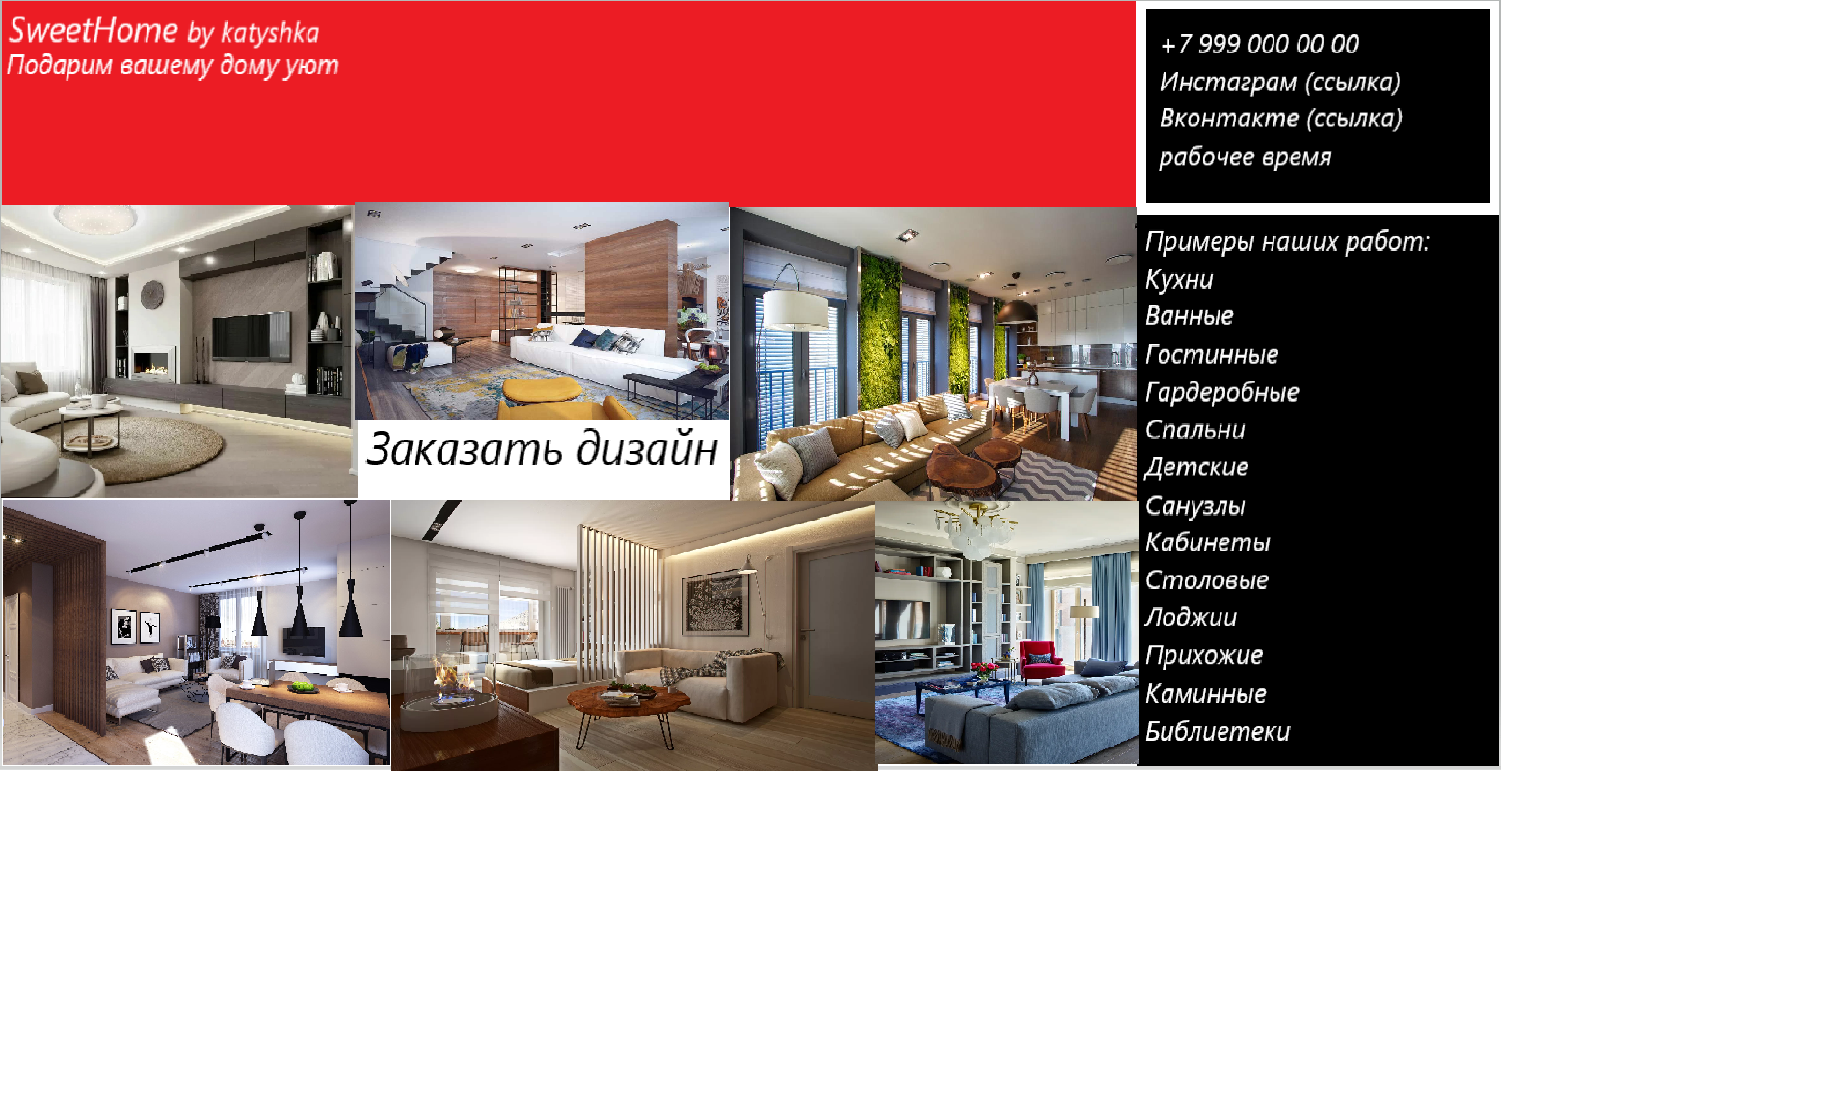 SweetHome by katyshka
Подарим вашему дому уют
+7 999 000 00 00
Инстаграм (ссылка)
Вконтакте (ссылка)
рабочее время
Заказать дизайн
Примеры наших работ:
Кухни
Ванные
Гостинные
Гардеробные
Спальни
Детские
Санузлы
Кабинеты
Столовые
Лоджии
Прихожие
Каминные
Библиетеки